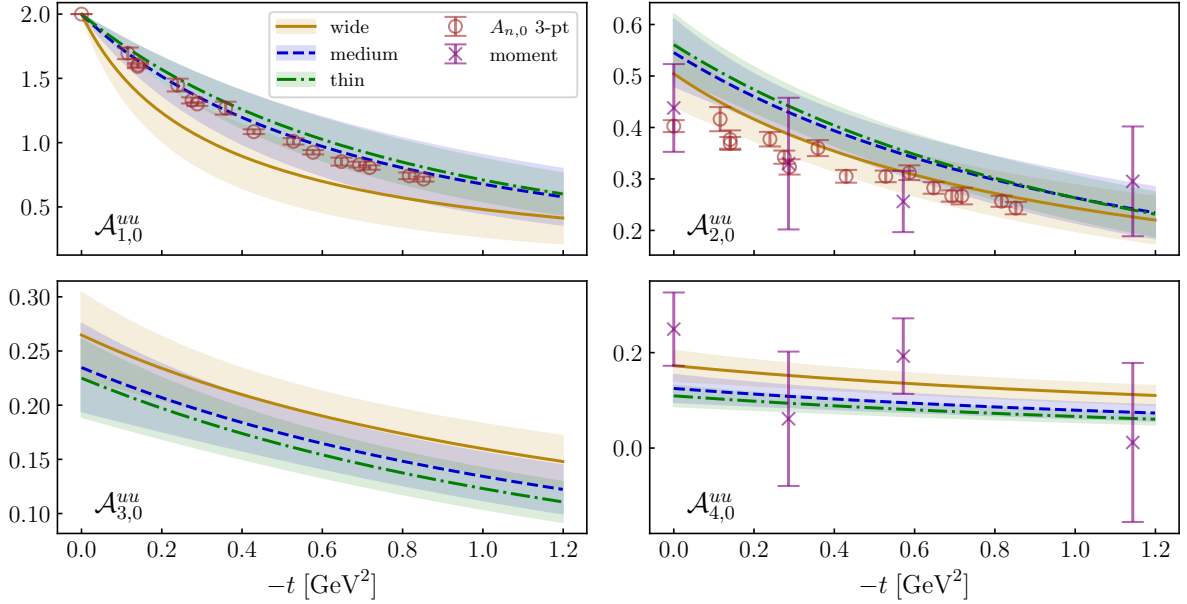 2.0
1.5
1.0
0.5
wide
medium
thin
A_{n,0} 3-pt
moment
𝒜^{uu}_{1,0}
0.6
0.5
0.4
0.3
0.2
𝒜^{uu}_{2,0}
0.30
0.25
0.20
0.15
0.10
𝒜^{uu}_{3,0}
0.0 0.2 0.4 0.6 0.8 1.0 1.2
−t [GeV²]
0.2
0.0
𝒜^{uu}_{4,0}
0.0 0.2 0.4 0.6 0.8 1.0 1.2
−t [GeV²]